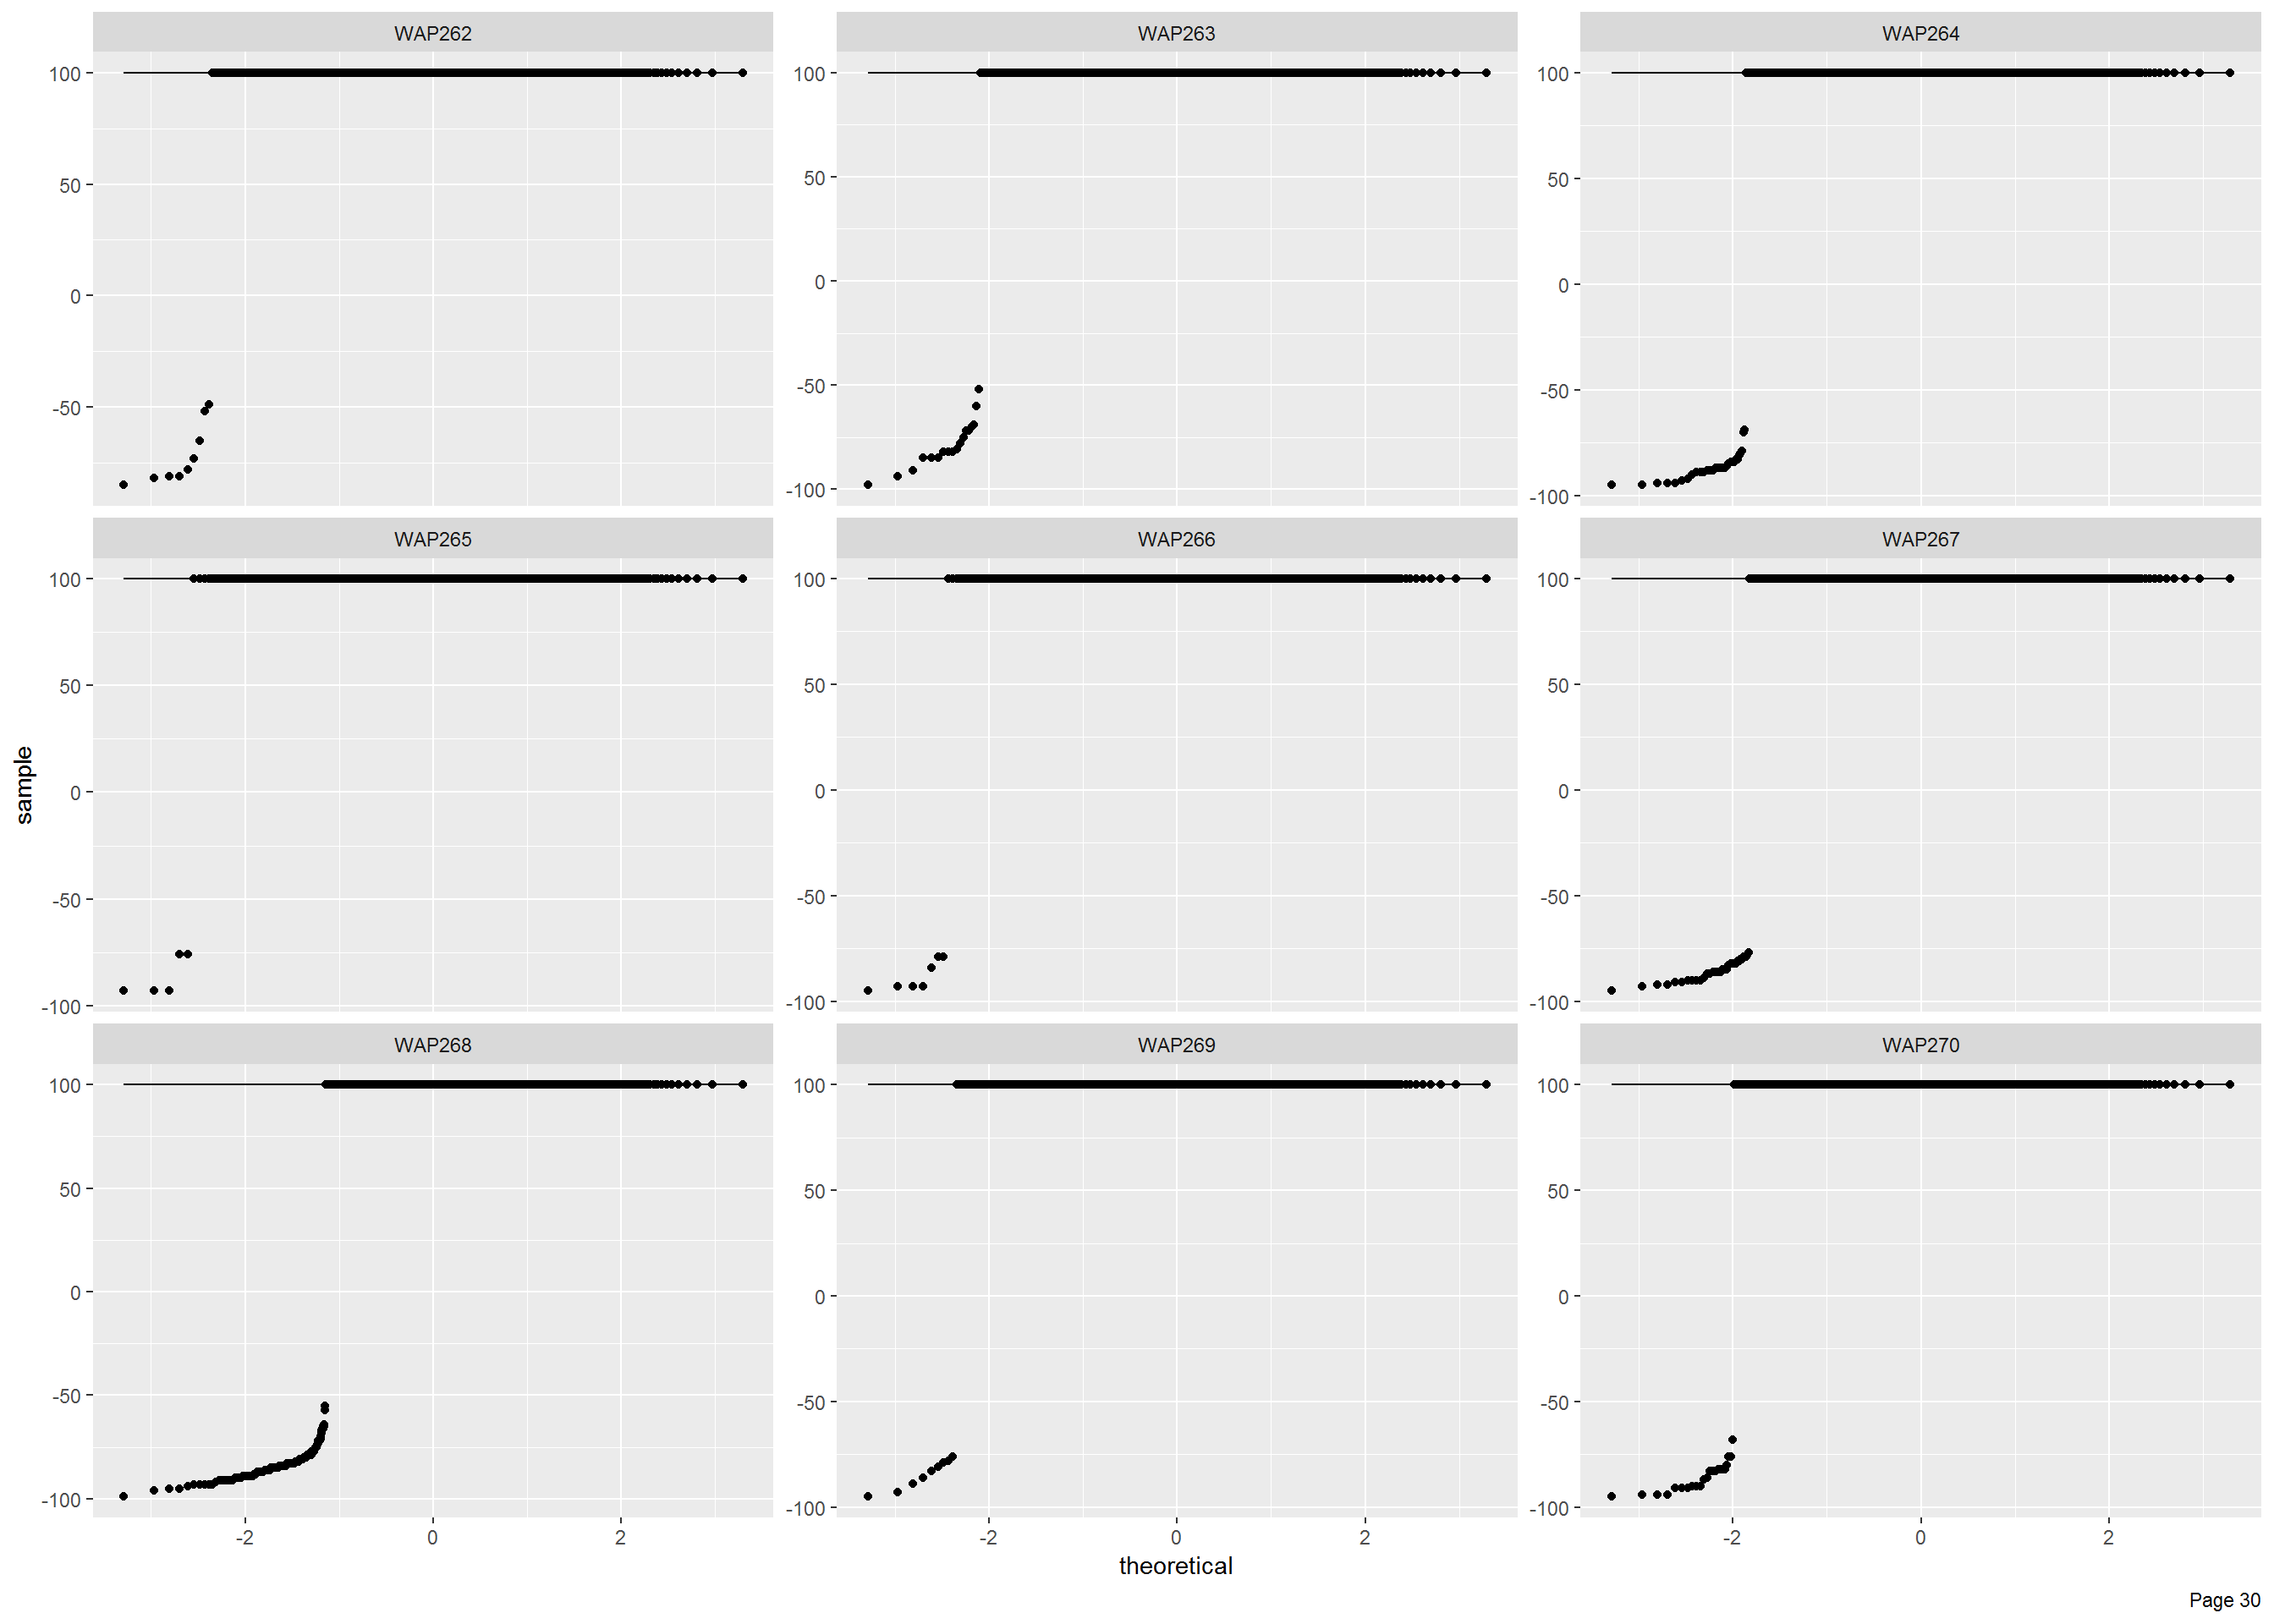 WAP262 WAP263 WAP264
100 100 100
50 50 50
0 0 0
-50 -50 -50
-100 -100
WAP265 WAP266 WAP267
100 100 100
50 50 50
0 0 0
-50 -50 -50
-100 -100 -100
sample
WAP268 WAP269 WAP270
100 100 100
50 50 50
0 0 0
-50 -50 -50
-100 -100 -100
-2 0 2 -2 0 2 -2 0 2
theoretical
Page 30